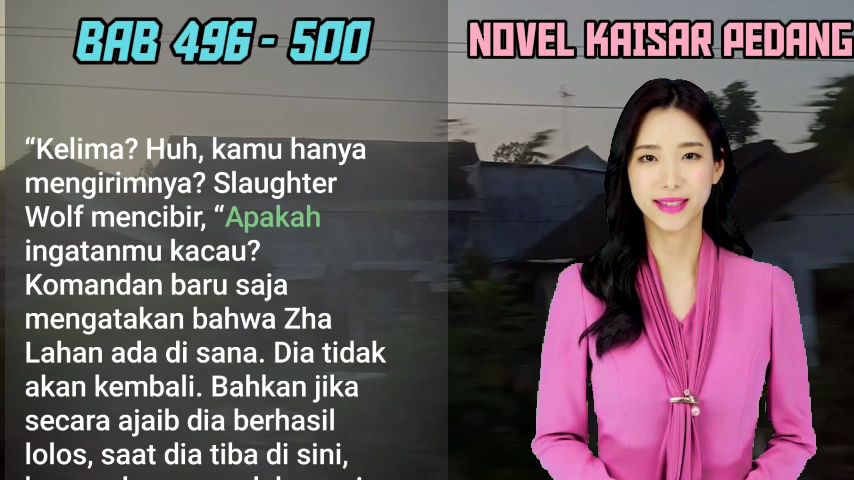 BAB 496 - 500
NOVEL KAISAR PEDANG
“Kelima? Huh, kamu hanya
mengirimnya? Slaughter
Wolf mencibir, “Apakah
ingatanmu kacau?
Komandan baru saja
mengatakan bahwa Zha
Lahan ada di sana. Dia tidak
akan kembali. Bahkan jika
secara ajaib dia berhasil
lolos, saat dia tiba di sini,